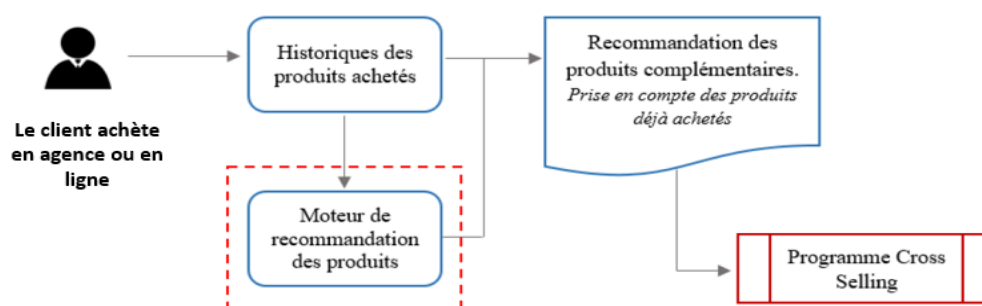 Le client achète
en agence ou en
ligne
Historiques des
produits achetés
Moteur de
recommandation
des produits
Recommandation des
produits complémentaires.
Prise en compte des produits
déjà achetés
Programme Cross
Selling